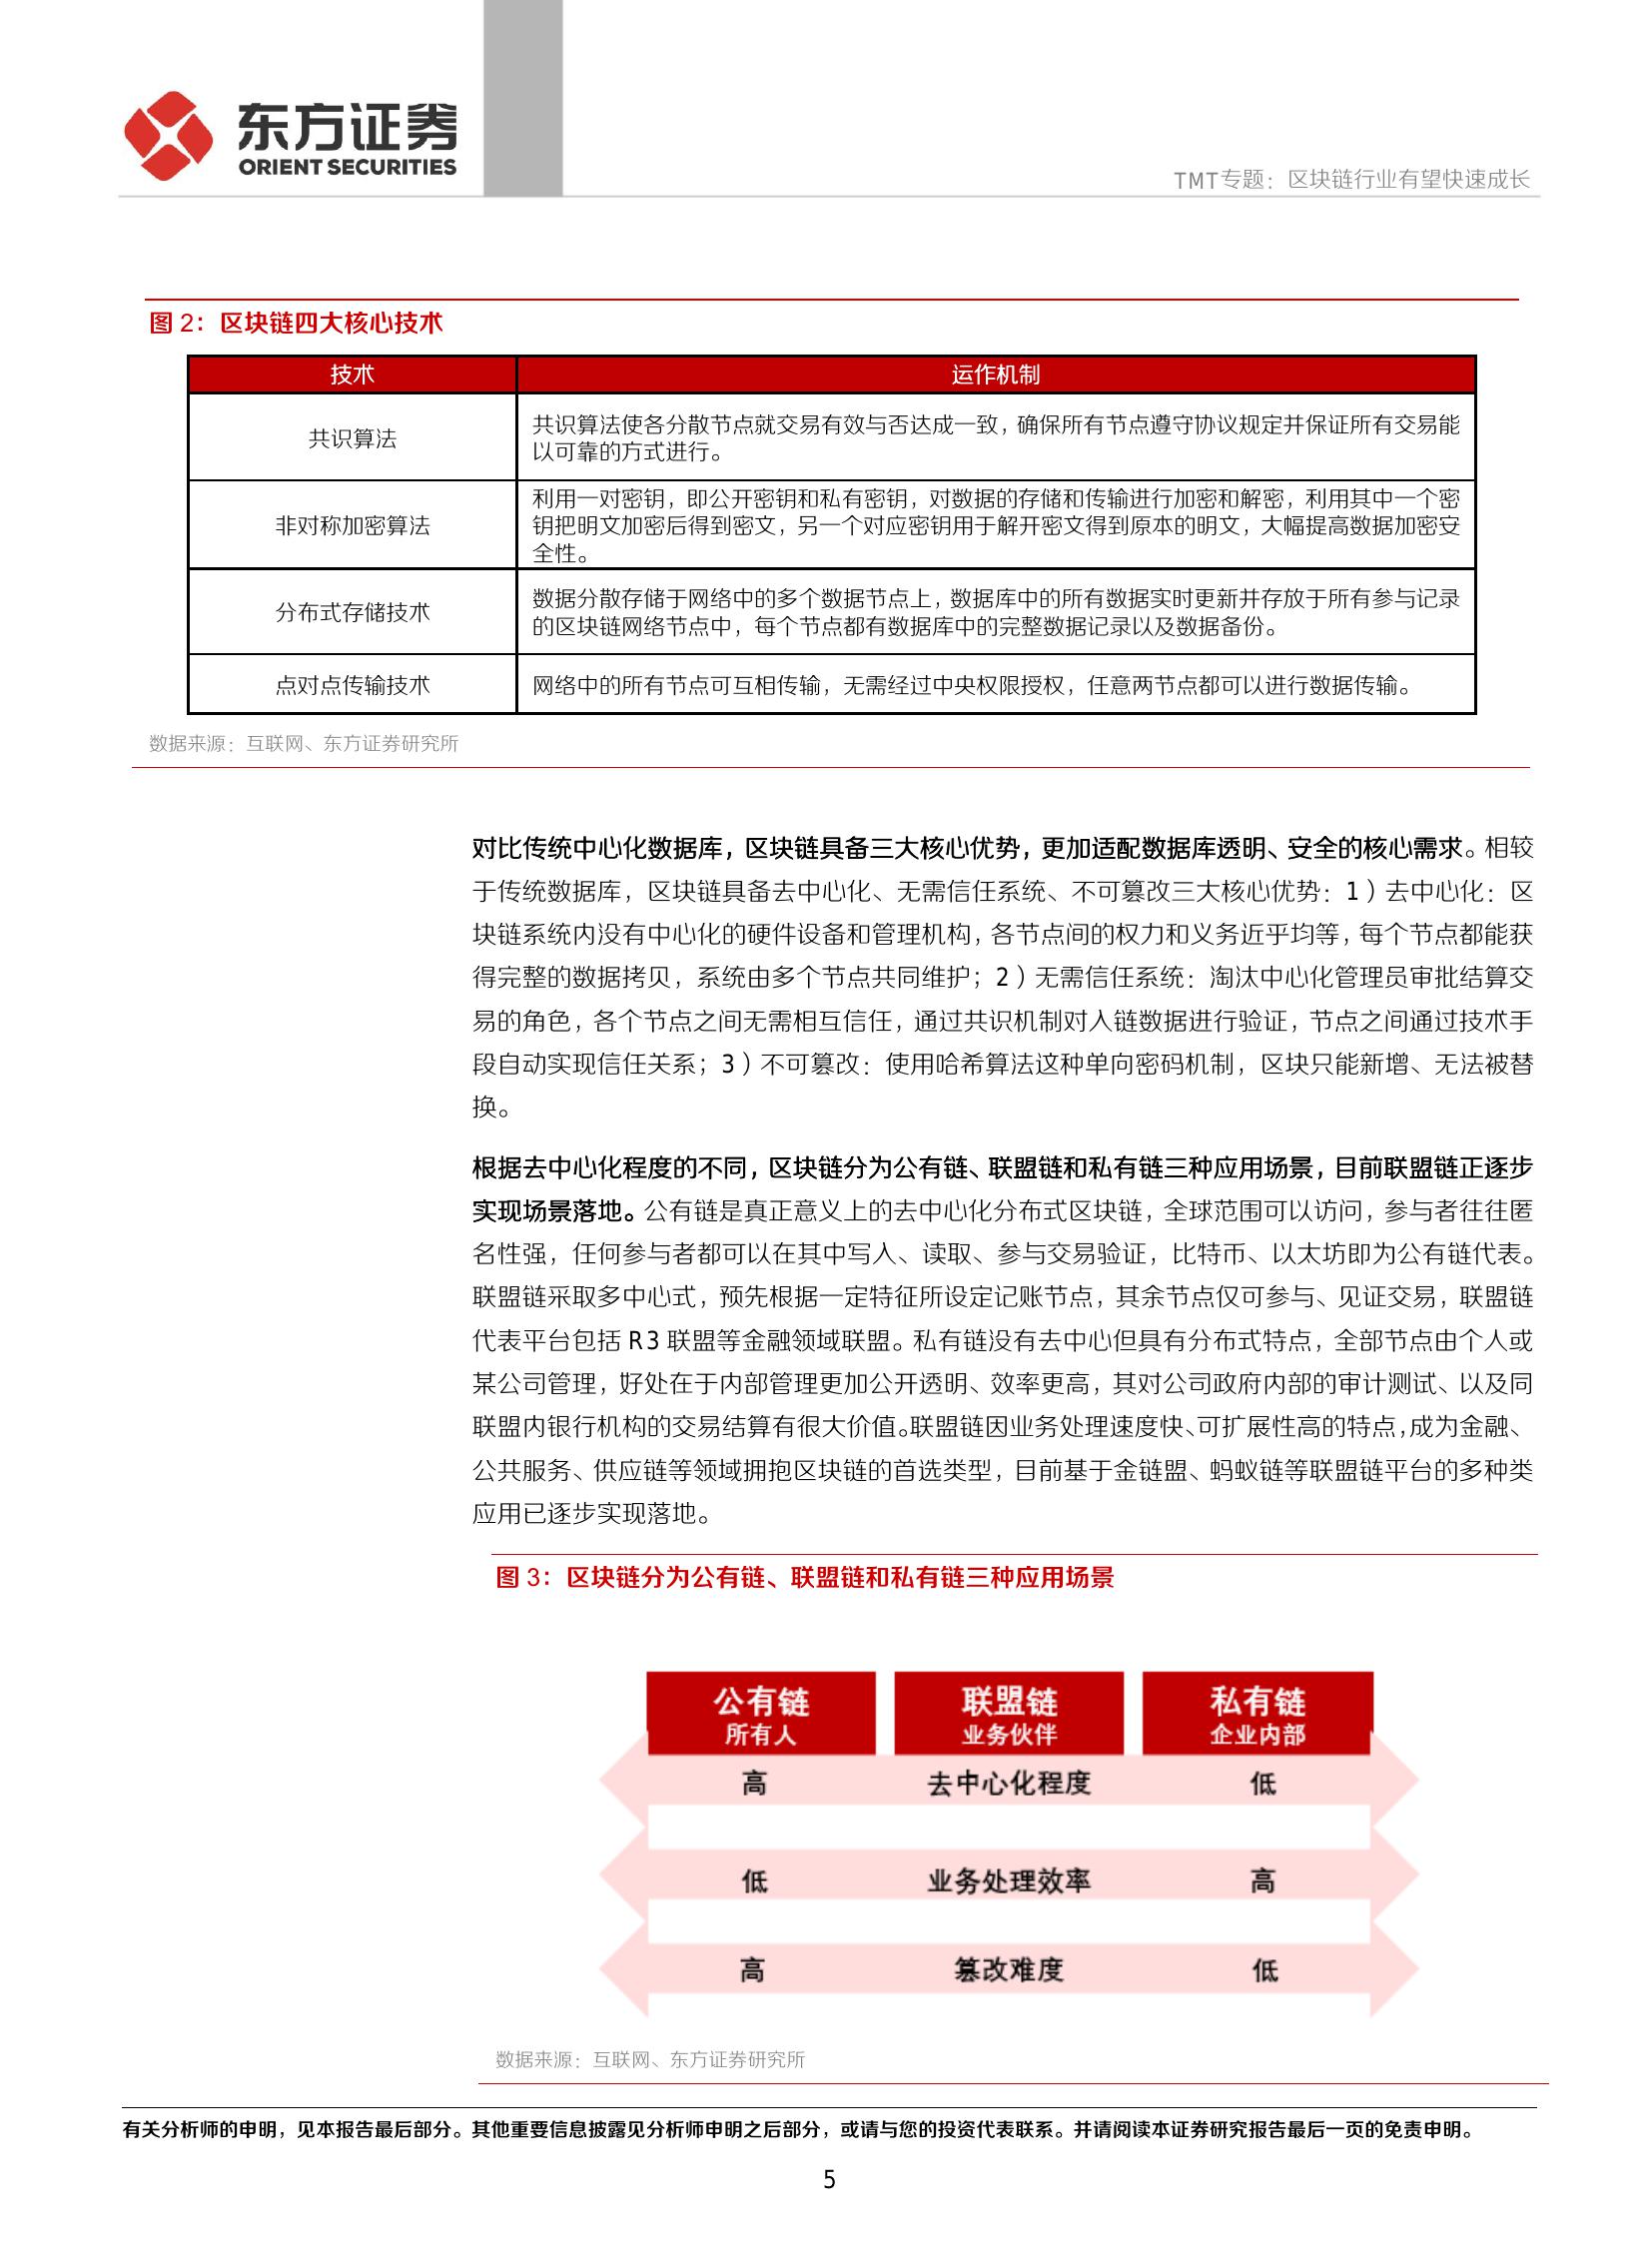 东方证券
ORIENT SECURITIES
TMT专题：区块链行业有望快速成长
图 2：区块链四大核心技术
技术 运作机制
共识算法 共识算法使各分散节点就交易有效与否达成一致，确保所有节点遵守协议规定并保证所有交易能
以可靠的方式进行。
非对称加密算法 利用一对密钥，即公开密钥和私有密钥，对数据的存储和传输进行加密和解密，利用其中一个密
钥把明文加密后得到密文，另一个对应密钥用于解开密文得到原本的明文，大幅提高数据加密安
全性。
分布式存储技术 数据分散存储于网络中的多个数据节点上，数据库中的所有数据实时更新并存放于所有参与记录
的区块链网络节点中，每个节点都有数据库中的完整数据记录以及数据备份。
点对点传输技术 网络中的所有节点可互相传输，无需经过中央权限授权，任意两节点都可以进行数据传输。
数据来源：互联网、东方证券研究所
对比传统中心化数据库，区块链具备三大核心优势，更加适配数据库透明、安全的核心需求。相较
于传统数据库，区块链具备去中心化、无需信任系统、不可篡改三大核心优势：1）去中心化：区
块链系统内没有中心化的硬件设备和管理机构，各节点间的权力和义务近平均等，每个节点都能获
得完整的数据拷贝，系统由多个节点共同维护；2）无需信任系统：淘汰中心化管理员审批结算交
易的角色，各个节点之间无需相互信任，通过共识机制对入链数据进行验证，节点之间通过技术手
段自动实现信任关系；3）不可篡改：使用哈希算法这种单向密码机制，区块只能新增、无法被替
换。
根据去中心化程度的不同，区块链分为公有链、联盟链和私有链三种应用场景，目前联盟链正逐步
实现场景落地。公有链是真正意义上的去中心化分布式区块链，全球范围可以访问，参与者往往匿
名性强，任何参与者都可以在其中写入、读取、参与交易验证，比特币、以太坊即为公有链代表。
联盟链采取多中心式，预先根据一定特征所设定记账节点，其余节点仅可参与、见证交易，联盟链
代表平台包括 R3 联盟等金融领域联盟。私有链没有去中心但具有分布式特点，全部节点由个人或
某公司管理，好处在于内部管理更加公开透明、效率更高，其对公司政府内部的审计测试、以及同
联盟内银行机构的交易结算有很大价值。联盟链因业务处理速度快、可扩展性高的特点，成为金融、
公共服务、供应链等领域拥抱区块链的首选类型，目前基于金链盟、蚂蚁链等联盟链平台的多种类
应用已逐步实现落地。
图 3：区块链分为公有链、联盟链和私有链三种应用场景
公有链 联盟链 私有链
所有人 业务伙伴 企业内部
高 去中心化程度 低
低 业务处理效率 高
高 篡改难度 低
数据来源：互联网、东方证券研究所
有关分析师的申明，见本报告最后部分。其他重要信息披露见分析师申明之后部分，或请与您的投资代表联系。并请阅读本证券研究报告最后一页的免责申明。
5